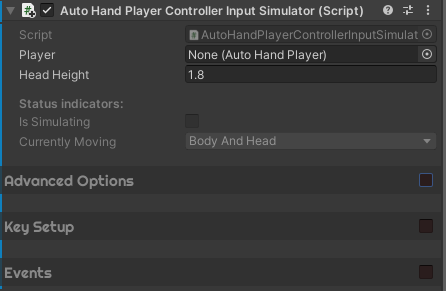 Auto Hand Player Controller Input Simulator (Script)
Script AutoHandPlayerControllerInputSimulat
Player None (Auto Hand Player)
Head Height 1.8
Status indicators:
Is Simulating
Currently Moving Body And Head
Advanced Options
Key Setup
Events